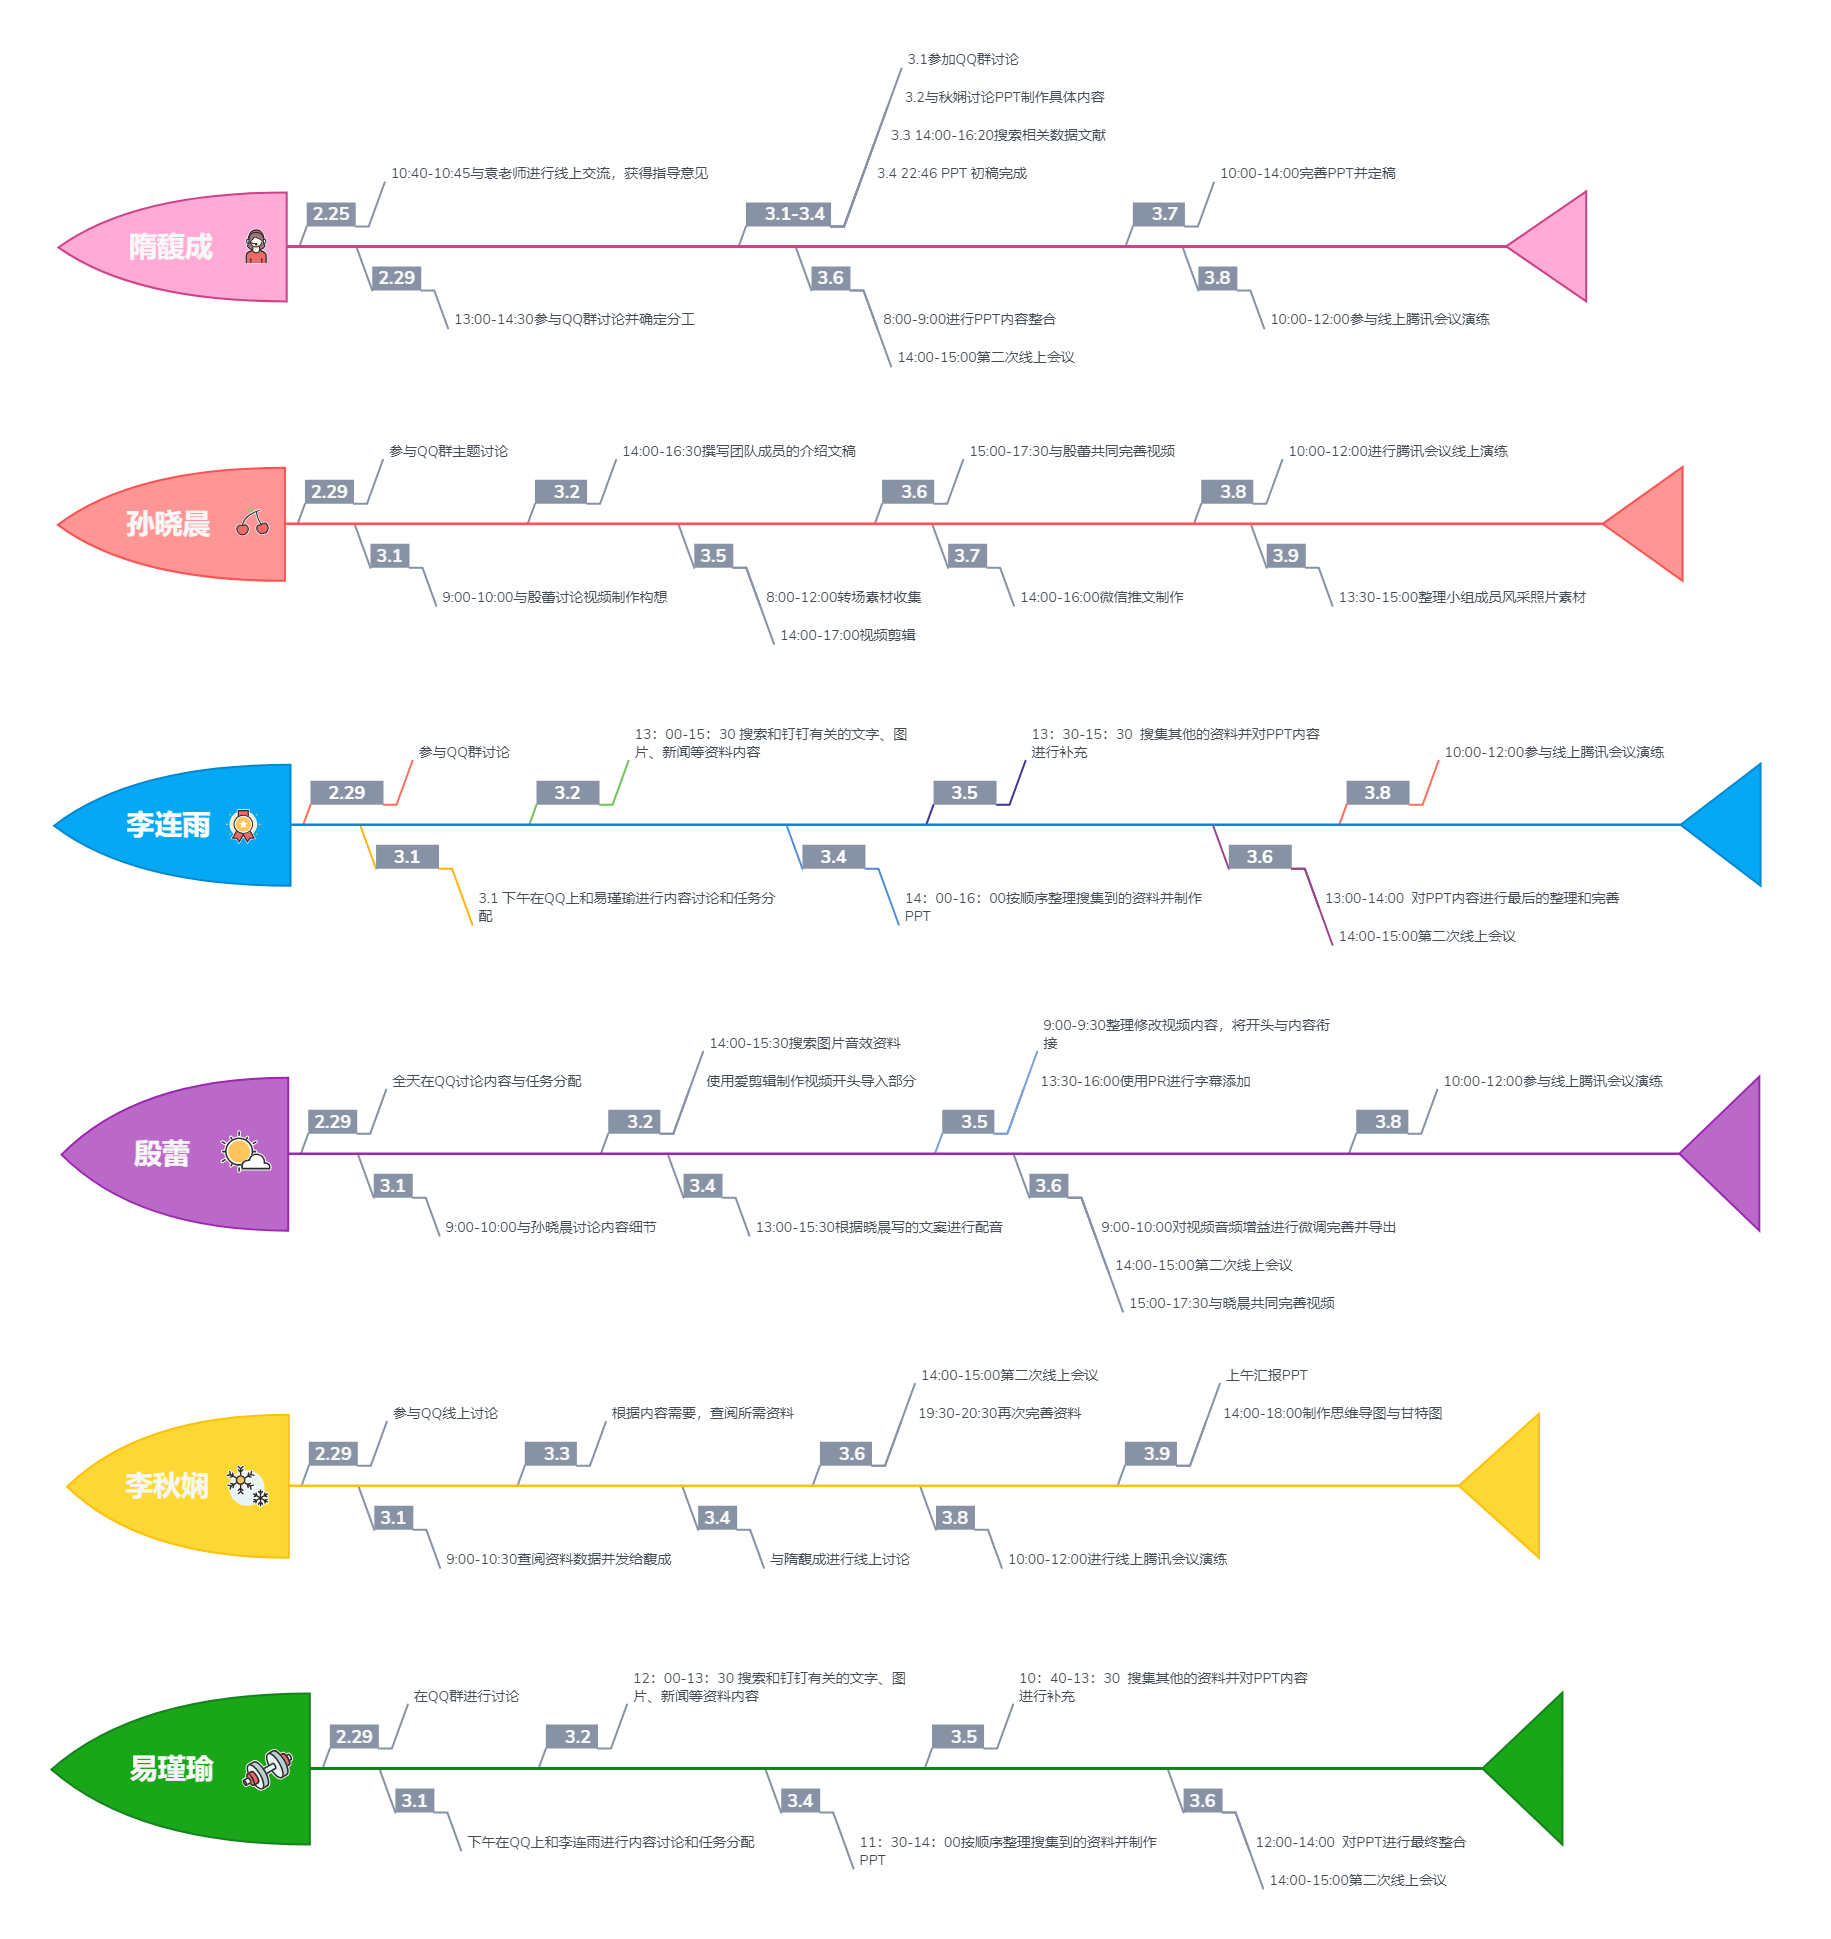 隋馥成
2.25
10:40-10:45与袁老师进行线上交流，获得指导意见
2.29
13:00-14:30参与QQ群讨论并确定分工
3.1-3.4
3.1参加QQ群讨论
3.2与秋娴讨论PPT制作具体内容
3.3 14:00-16:20搜索相关数据文献
3.4 22:46 PPT 初稿完成
3.6
8:00-9:00进行PPT内容整合
14:00-15:00第二次线上会议
3.7
10:00-14:00完善PPT并定稿
3.8
10:00-12:00参与线上腾讯会议演练
孙晓晨
2.29
参与QQ群主题讨论
3.1
9:00-10:00与殷蕾讨论视频制作构想
3.2
14:00-16:30撰写团队成员的介绍文稿
3.5
8:00-12:00转场素材收集
14:00-17:00视频剪辑
3.6
15:00-17:30与殷蕾共同完善视频
3.7
14:00-16:00微信推文制作
3.8
10:00-12:00进行腾讯会议线上演练
3.9
13:30-15:00整理小组成员风采照片素材
李连雨
2.29
参与QQ群讨论
3.1
3.1 下午在QQ上和易瑾瑜进行内容讨论和任务分
配
3.2
13：00-15：30 搜索和钉钉有关的文字、图
片、新闻等资料内容
3.4
14：00-16：00按顺序整理搜集到的资料并制作
PPT
3.5
13：30-15：30 搜集其他的资料并对PPT内容
进行补充
3.6
13:00-14:00 对PPT内容进行最后的整理和完善
14:00-15:00第二次线上会议
3.8
10:00-12:00参与线上腾讯会议演练
殷蕾
2.29
全天在QQ讨论内容与任务分配
3.1
9:00-10:00与孙晓晨讨论内容细节
3.2
14:00-15:30搜索图片音效资料
使用爱剪辑制作视频开头导入部分
3.4
13:00-15:30根据晓晨写的文案进行配音
3.5
9:00-9:30整理修改视频内容，将开头与内容衔
接
13:30-16:00使用PR进行字幕添加
3.6
9:00-10:00对视频音频增益进行微调完善并导出
14:00-15:00第二次线上会议
15:00-17:30与晓晨共同完善视频
3.8
10:00-12:00参与线上腾讯会议演练
李秋娴
2.29
参与QQ线上讨论
3.1
9:00-10:30查阅资料数据并发给馥成
3.3
根据内容需要，查阅所需资料
3.4
与隋馥成进行线上讨论
3.6
14:00-15:00第二次线上会议
19:30-20:30再次完善资料
3.8
10:00-12:00进行线上腾讯会议演练
3.9
上午汇报PPT
14:00-18:00制作思维导图与甘特图
易瑾瑜
2.29
在QQ群进行讨论
3.1
下午在QQ上和李连雨进行内容讨论和任务分配
3.2
12：00-13：30 搜索和钉钉有关的文字、图
片、新闻等资料内容
3.4
11：30-14：00按顺序整理搜集到的资料并制作
PPT
3.5
10：40-13：30 搜集其他的资料并对PPT内容
进行补充
3.6
12:00-14:00 对PPT进行最终整合
14:00-15:00第二次线上会议